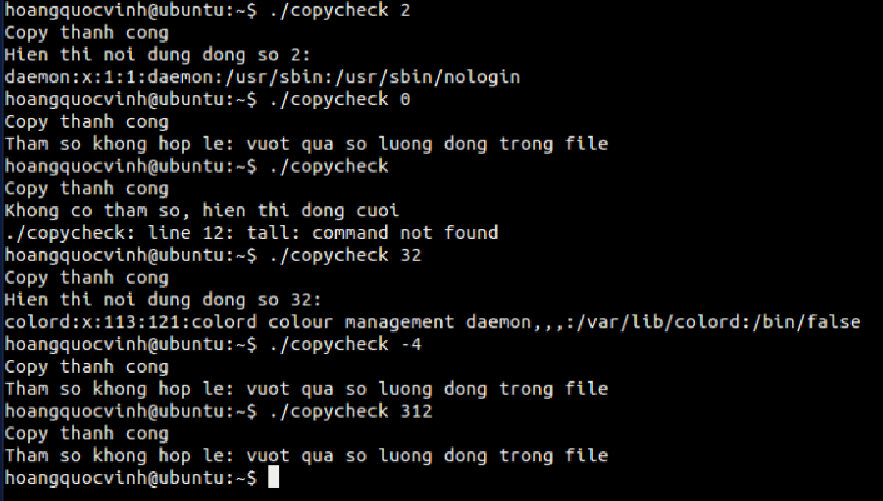 hoangquocvinh@ubuntu:~$ ./copycheck 2
Copy thanh cong
Hien thi noi dung dong so 2:
daemon:x:1:1:daemon:/usr/sbin:/usr/sbin/nologin
hoangquocvinh@ubuntu:~$ ./copycheck 0
Copy thanh cong
Tham so khong hop le: vuot qua so luong dong trong file
hoangquocvinh@ubuntu:~$ ./copycheck
Copy thanh cong
Khong co tham so, hien thi dong cuoi
./copycheck: line 12: tall: command not found
hoangquocvinh@ubuntu:~$ ./copycheck 32
Copy thanh cong
Hien thi noi dung dong so 32:
colord:x:113:121:colord colour management daemon,,,:/var/lib/colord:/bin/false
hoangquocvinh@ubuntu:~$ ./copycheck -4
Copy thanh cong
Tham so khong hop le: vuot qua so luong dong trong file
hoangquocvinh@ubuntu:~$ ./copycheck 312
Copy thanh cong
Tham so khong hop le: vuot qua so luong dong trong file
hoangquocvinh@ubuntu:~$